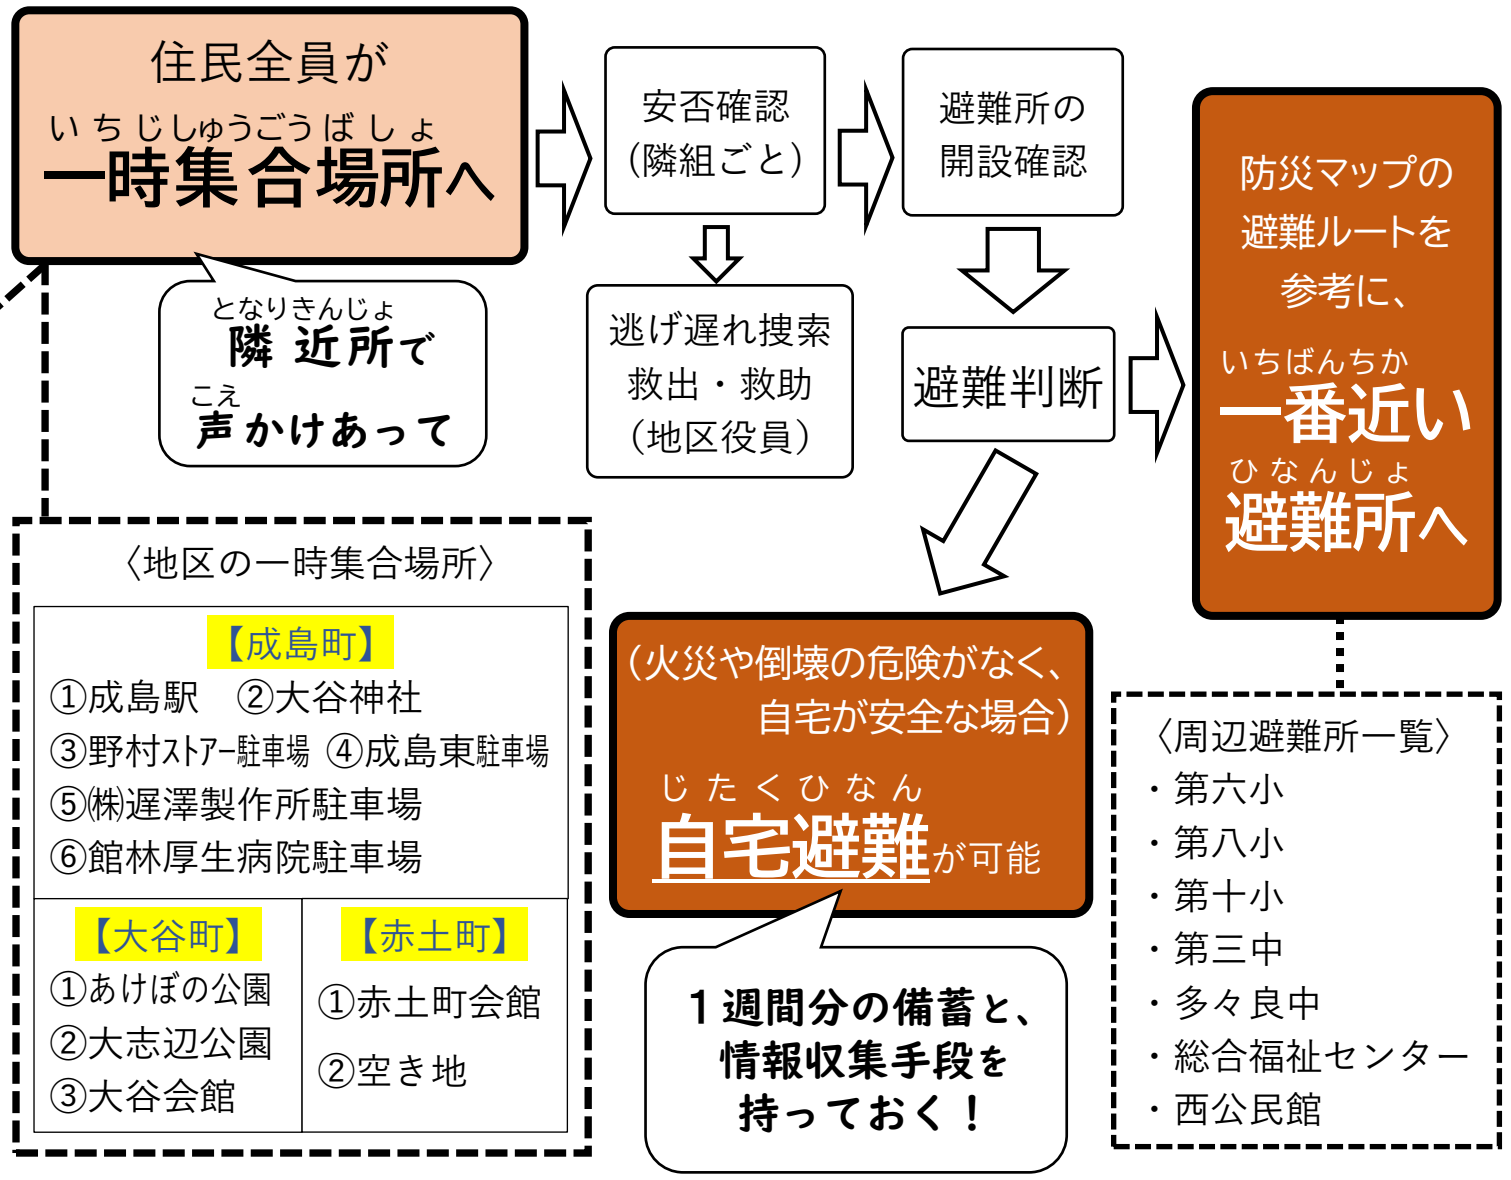 住民全員が
いちじしゅうごうばしょ
一時集合場所へ
となりきんじょ
隣近所で
こえ
声かけあって
安否確認
（隣組ごと）
逃げ遅れ捜索
救出・救助
（地区役員）
避難所の
開設確認
避難判断
防災マップの
避難ルートを
参考に、
いちばんちか
一番近い
ひなんじょ
避難所へ
〈地区の一時集合場所〉
【成島町】
①成島駅　②大谷神社
③野村ｽﾄｱｰ駐車場 ④成島東駐車場
⑤㈱遅澤製作所駐車場
⑥館林厚生病院駐車場
【大谷町】
①あけぼの公園
②大志辺公園
③大谷会館
【赤土町】
①赤土町会館
②空き地
（火災や倒壊の危険がなく、
自宅が安全な場合）
じたくひなん
自宅避難が可能
１週間分の備蓄と、
情報収集手段を
持っておく！
〈周辺避難所一覧〉
・第六小
・第八小
・第十小
・第三中
・多々良中
・総合福祉センター
・西公民館